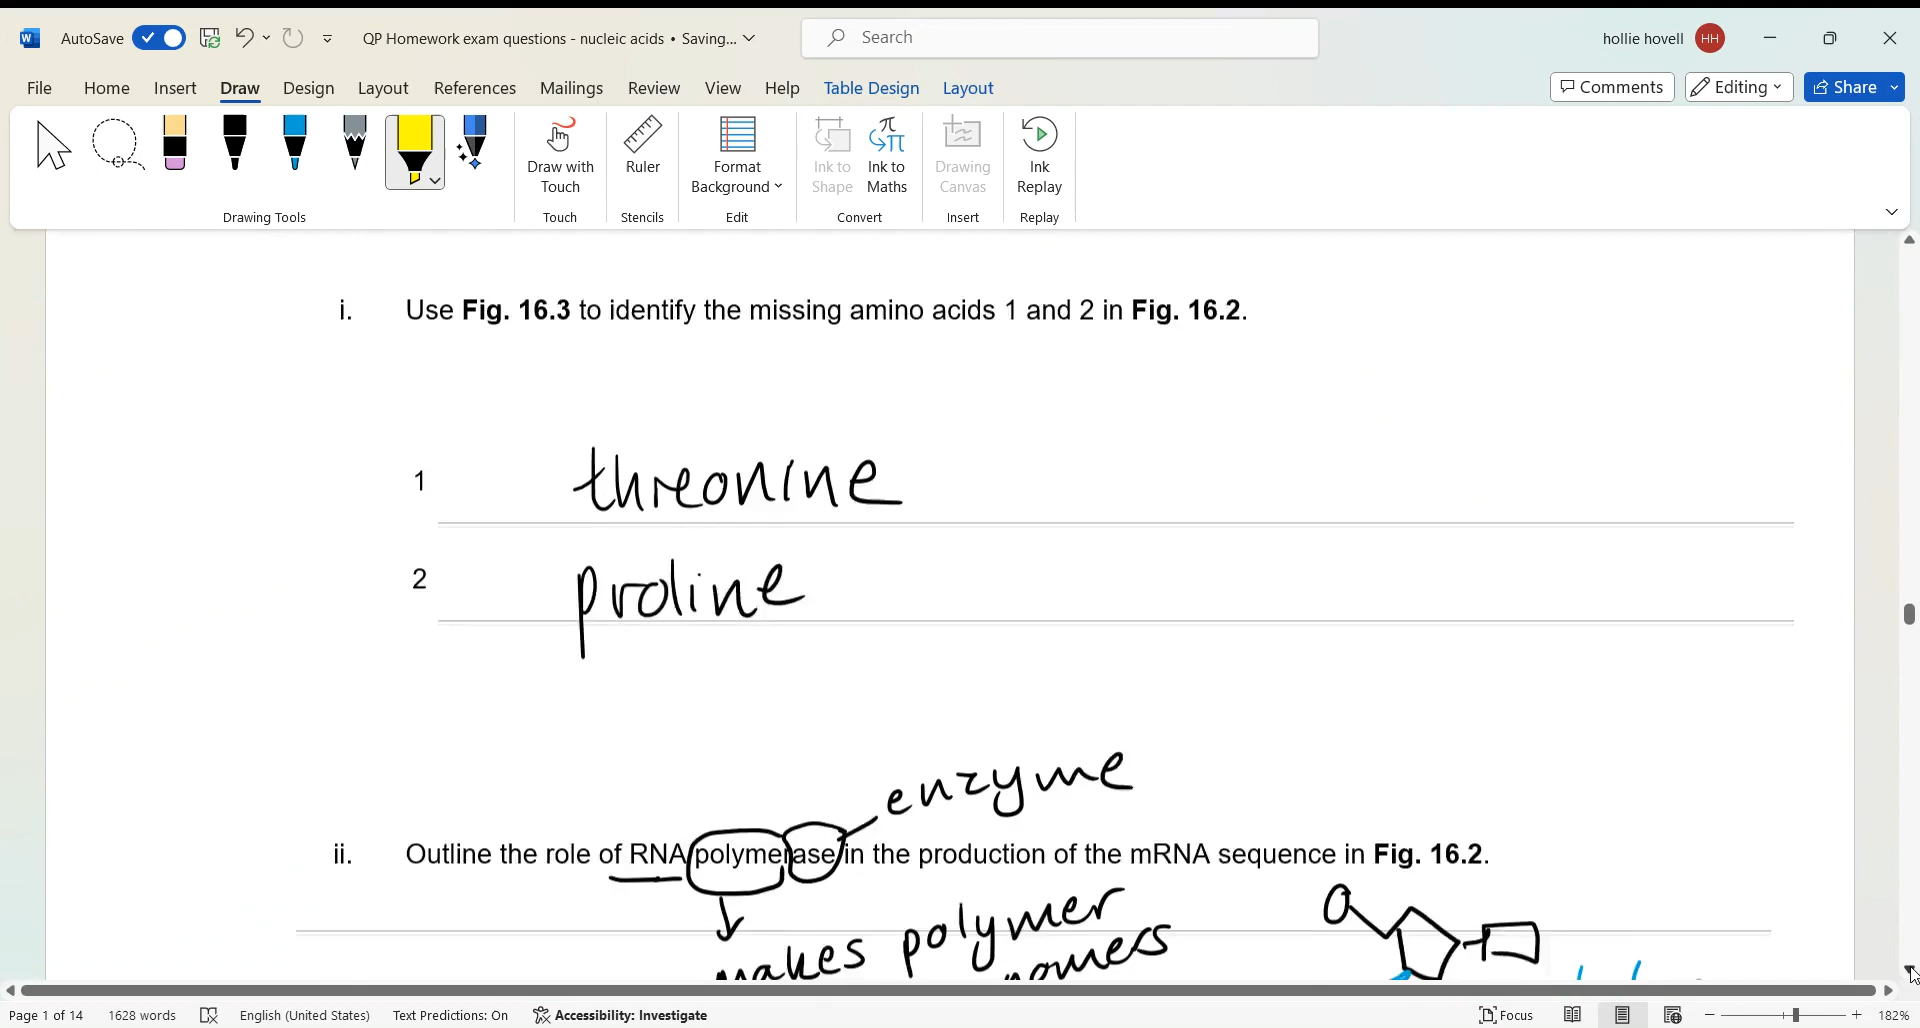 AutoSave
QP Homework exam questions - nucleic acids • Saving...
Search
hollie hovell
HH
File Home Insert Draw Design Layout References Mailings Review View Help Table Design Layout
Comments
Editing
Share
Draw with Touch
Ruler
Format Background
Ink to Shape
Ink to Maths
Drawing Canvas
Ink Replay
Drawing Tools
Touch
Stencils
Edit
Convert
Insert
Replay
i. Use Fig. 16.3 to identify the missing amino acids 1 and 2 in Fig. 16.2.
1 threonine
2 proline
enzyme
ii. Outline the role of RNA polymerase in the production of the mRNA sequence in Fig. 16.2.
makes polymer
Page 1 of 14
1628 words
English (United States)
Text Predictions: On
Accessibility: Investigate
Focus
182%